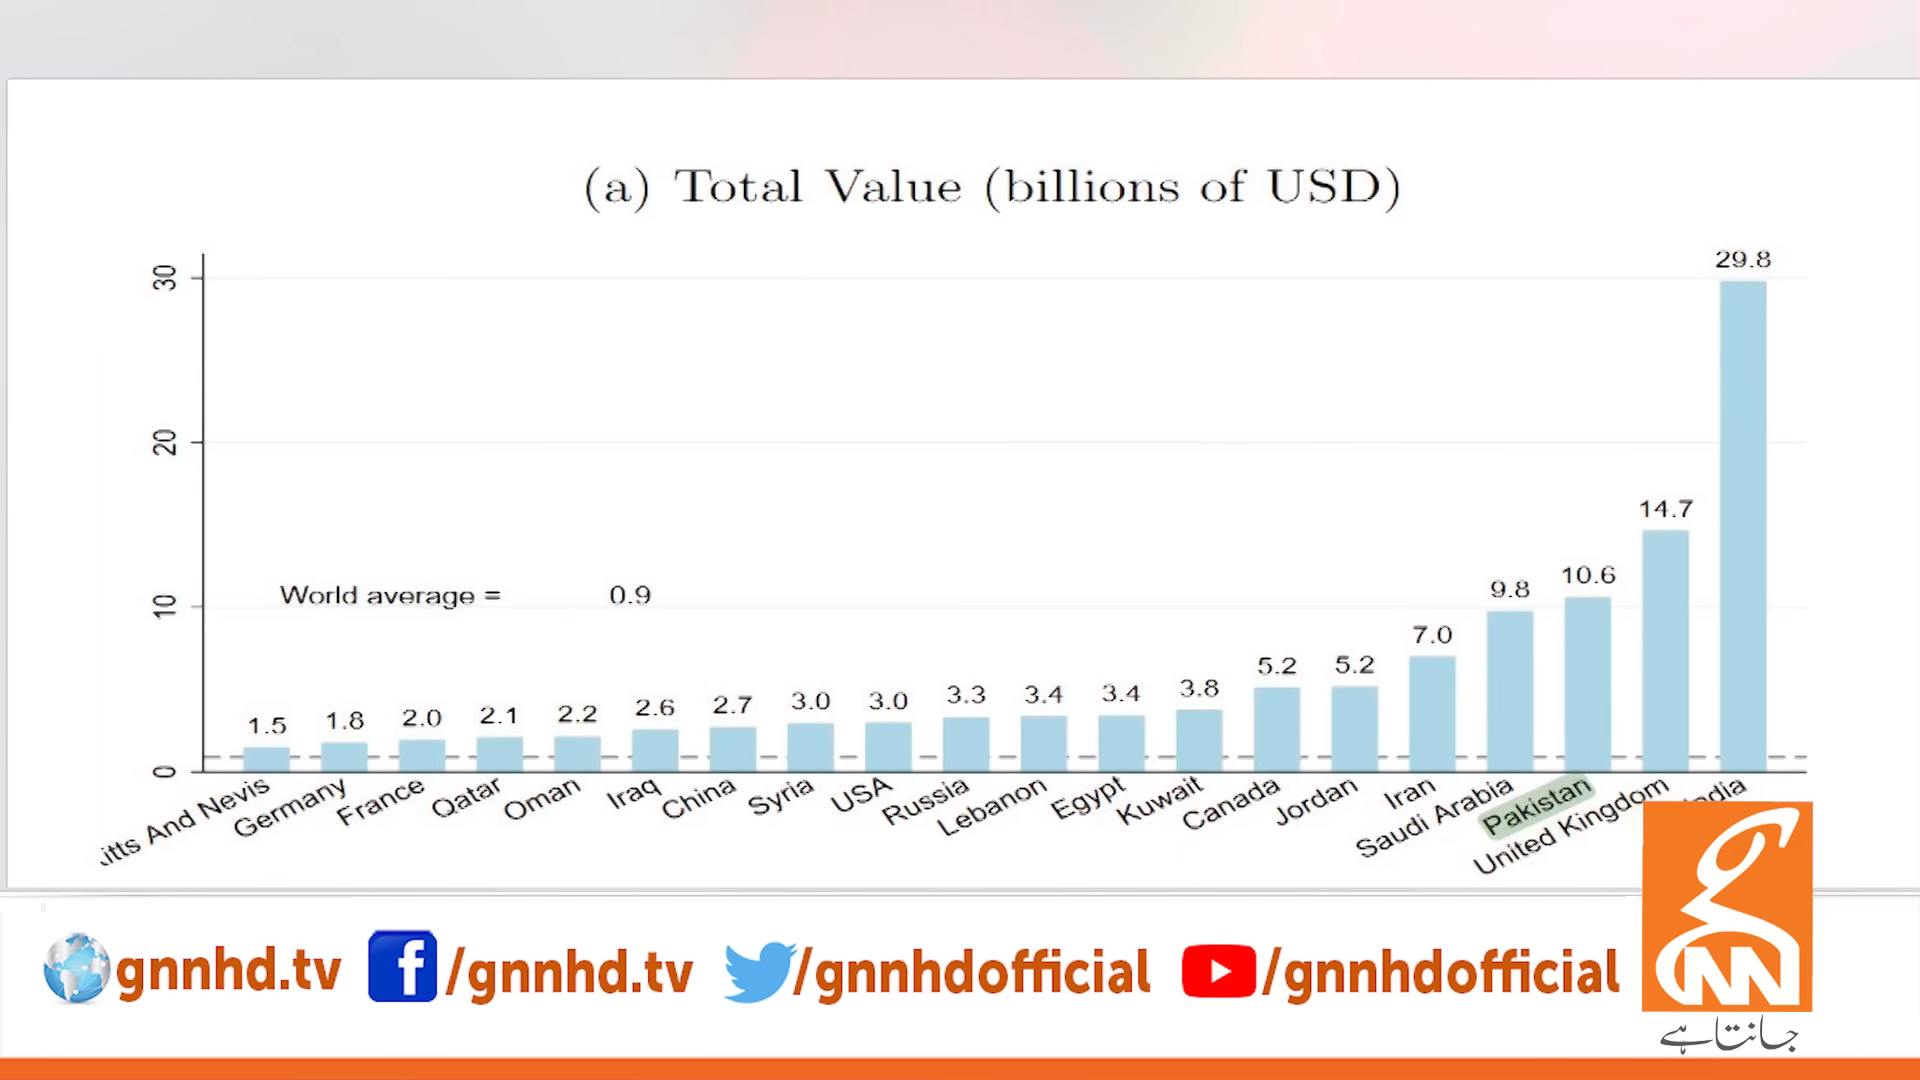 (a) Total Value (billions of USD)
30
20
10
0
World average = 0.9
1.5
1.8
2.0
2.1
2.2
2.6
2.7
3.0
3.0
3.3
3.4
3.4
3.8
5.2
5.2
7.0
9.8
10.6
14.7
29.8
itts And Nevis
Germany
France
Qatar
Oman
Iraq
China
Syria
USA
Russia
Lebanon
Egypt
Kuwait
Canada
Jordan
Iran
Saudi Arabia
Pakistan
United Kingdom
ndia
gnnhd.tv
/gnnhd.tv
/gnnhdofficial
/gnnhdofficial
GNN
جانتا ہے